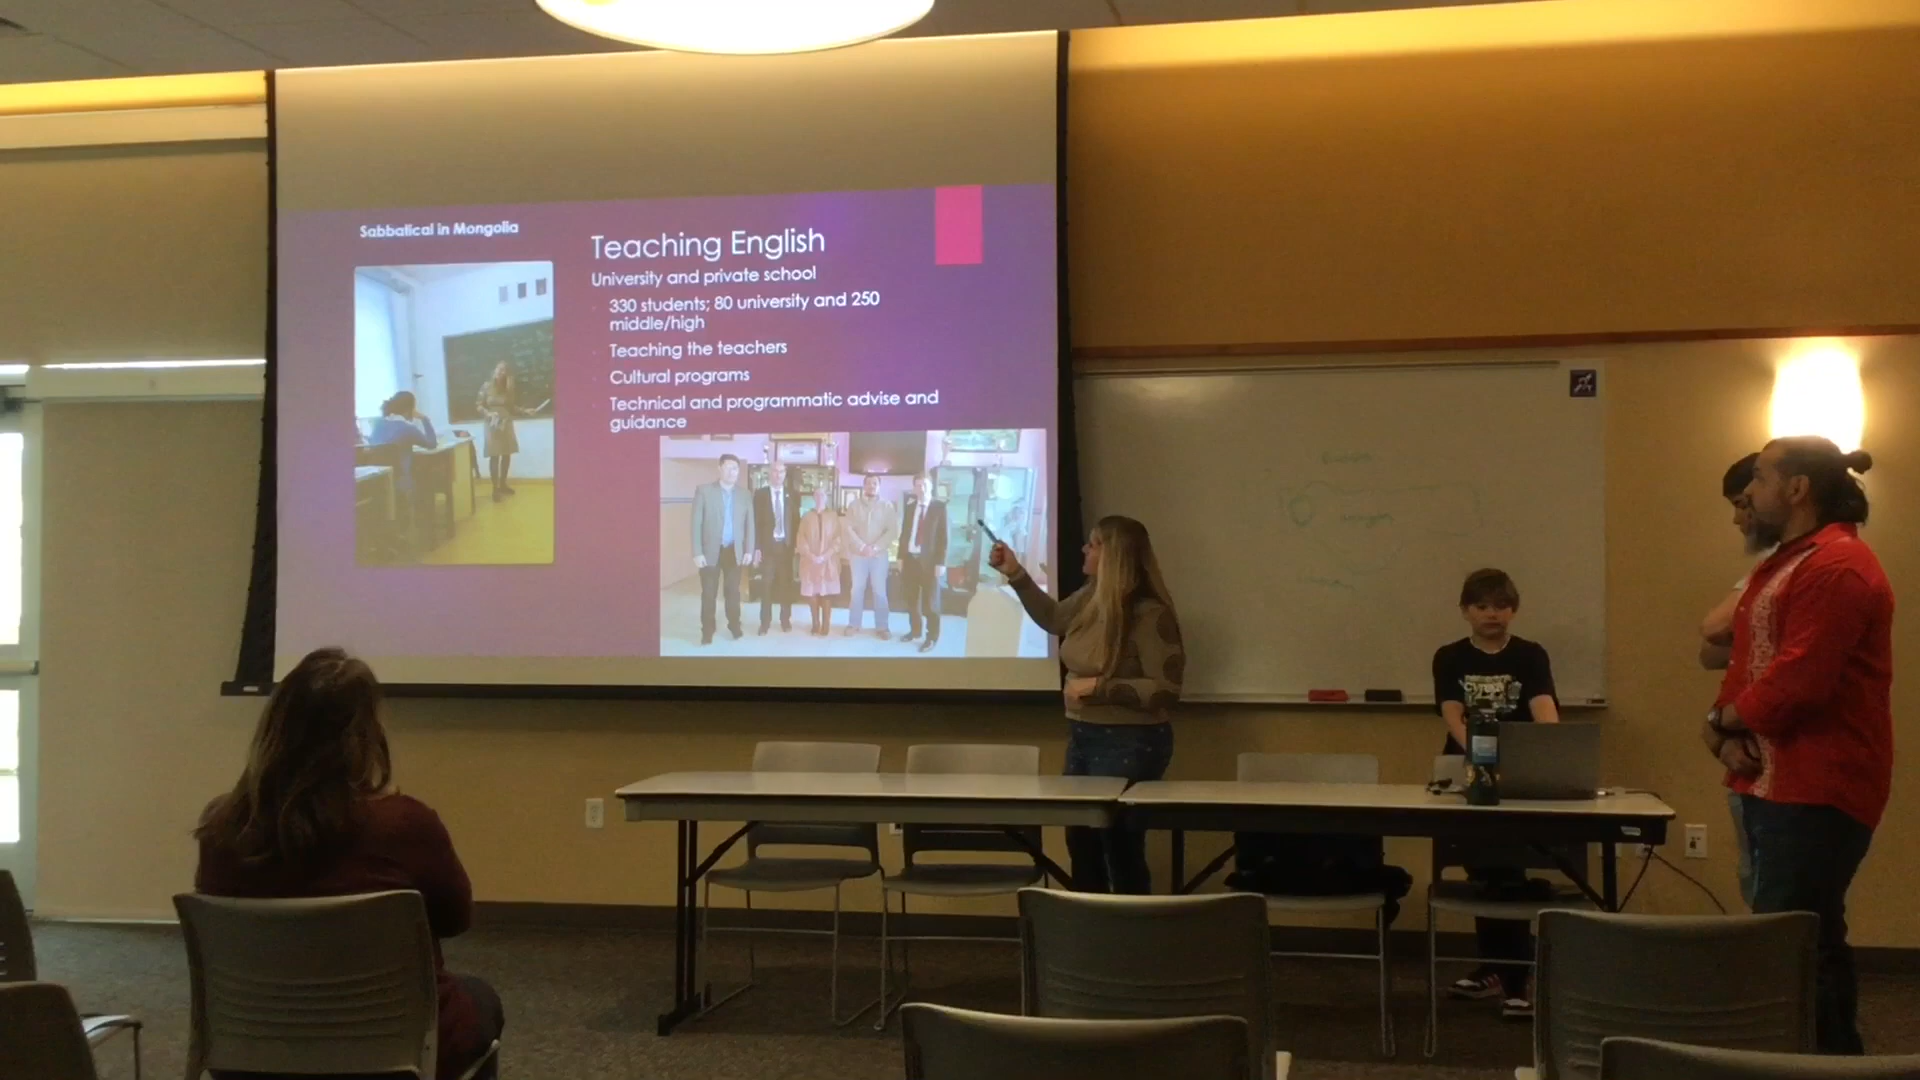 Sabbatical in Mongolia
Teaching English
University and private school
330 students; 80 university and 250
middle/high
Teaching the teachers
Cultural programs
Technical and programmatic advise and
guidance